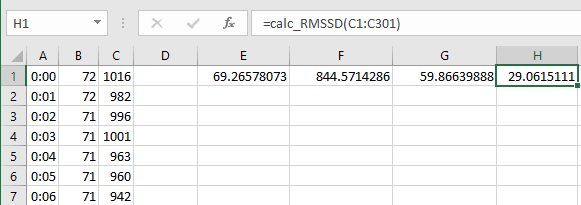 H1 fx =calc_RMSSD(C1:C301)
A B C D E F G H
1 0:00 72 1016 69.26578073 844.5714286 59.86639888 29.0615111
2 0:01 72 982
3 0:02 71 996
4 0:03 71 1001
5 0:04 71 963
6 0:05 71 960
7 0:06 71 942